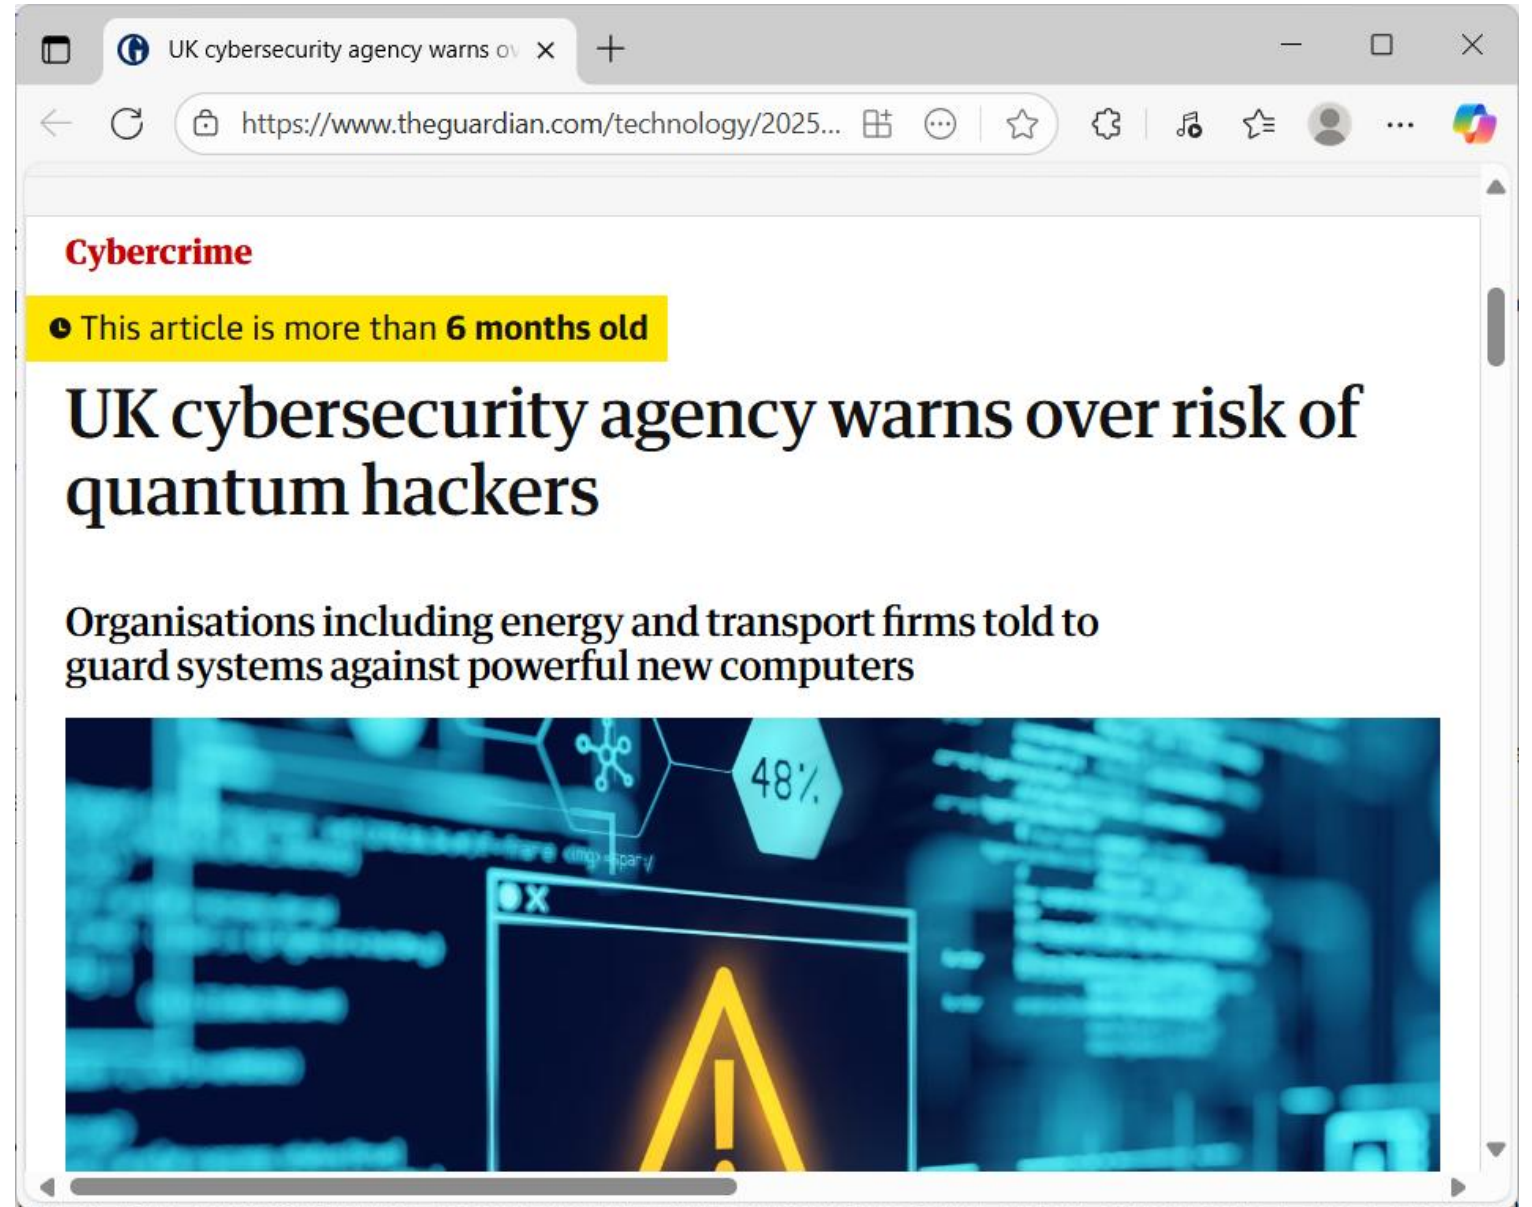 UK cybersecurity agency warns ov
https://www.theguardian.com/technology/2025...
Cybercrime
This article is more than 6 months old
UK cybersecurity agency warns over risk of
quantum hackers
Organisations including energy and transport firms told to
guard systems against powerful new computers
48%